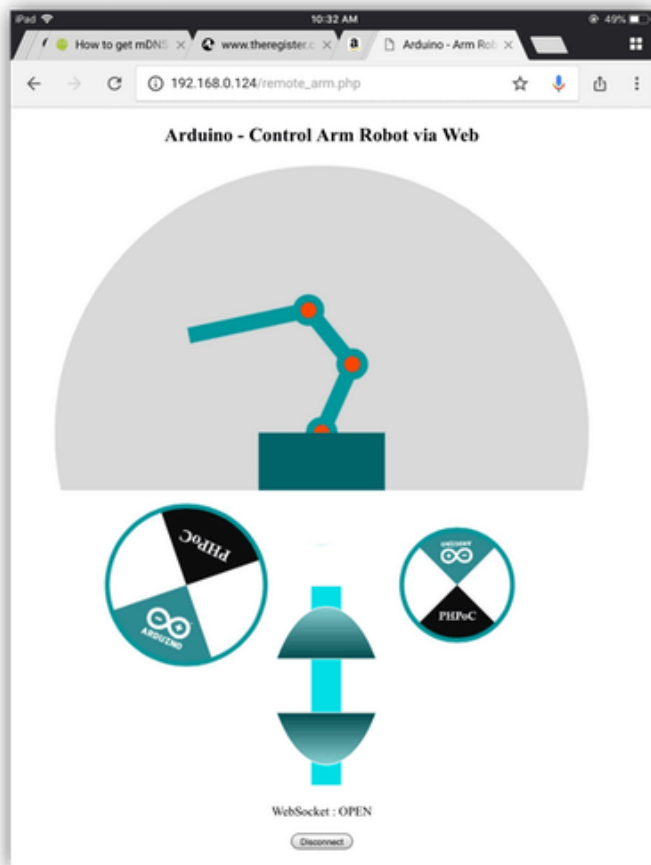 iPad 10:32 AM 49%
How to get mDNS × www.theregister.c × a Arduino - Arm Rob ×
192.168.0.124/remote_arm.php
Arduino - Control Arm Robot via Web
PHPoC
ARDUINO
ARDUINO
PHPoC
WebSocket : OPEN
Disconnect